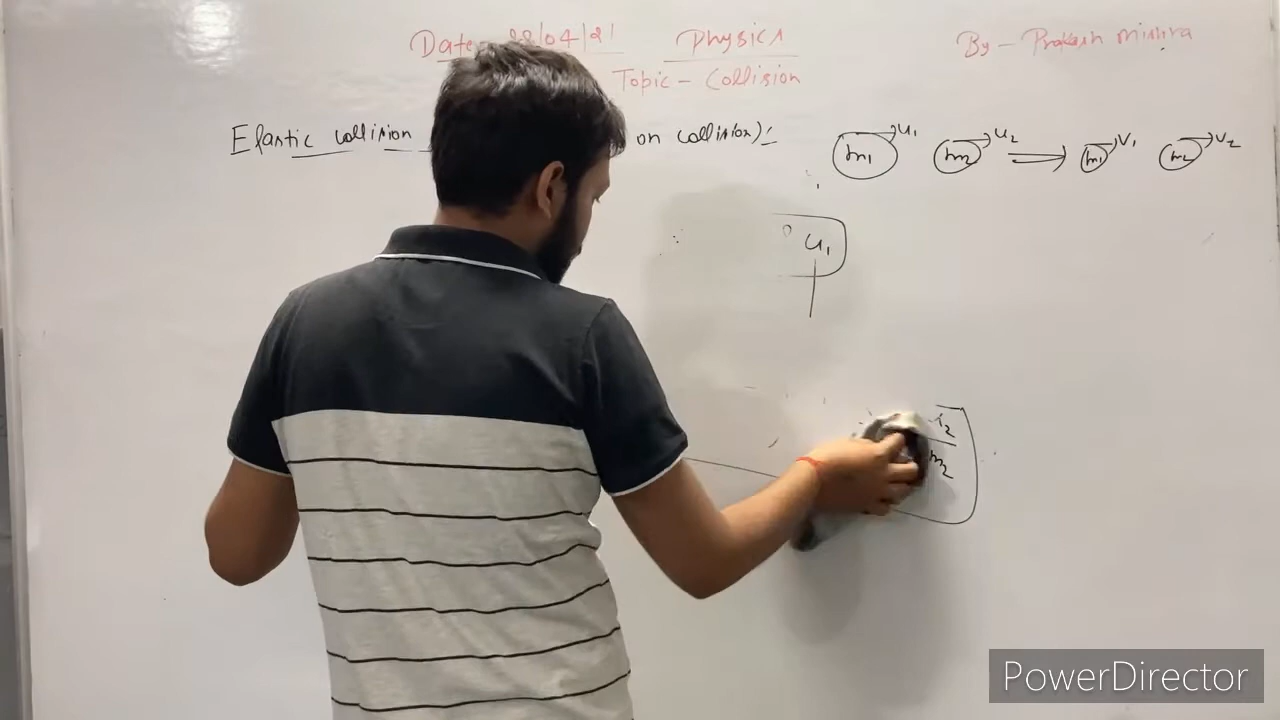 Date - 28/04/21 Physics By - Prakash Mishra
Topic - Collision
Elastic collision on collision):
m1 u1 m2 u2 ⟹ m1 v1 m2 v2
u1
m2
PowerDirector